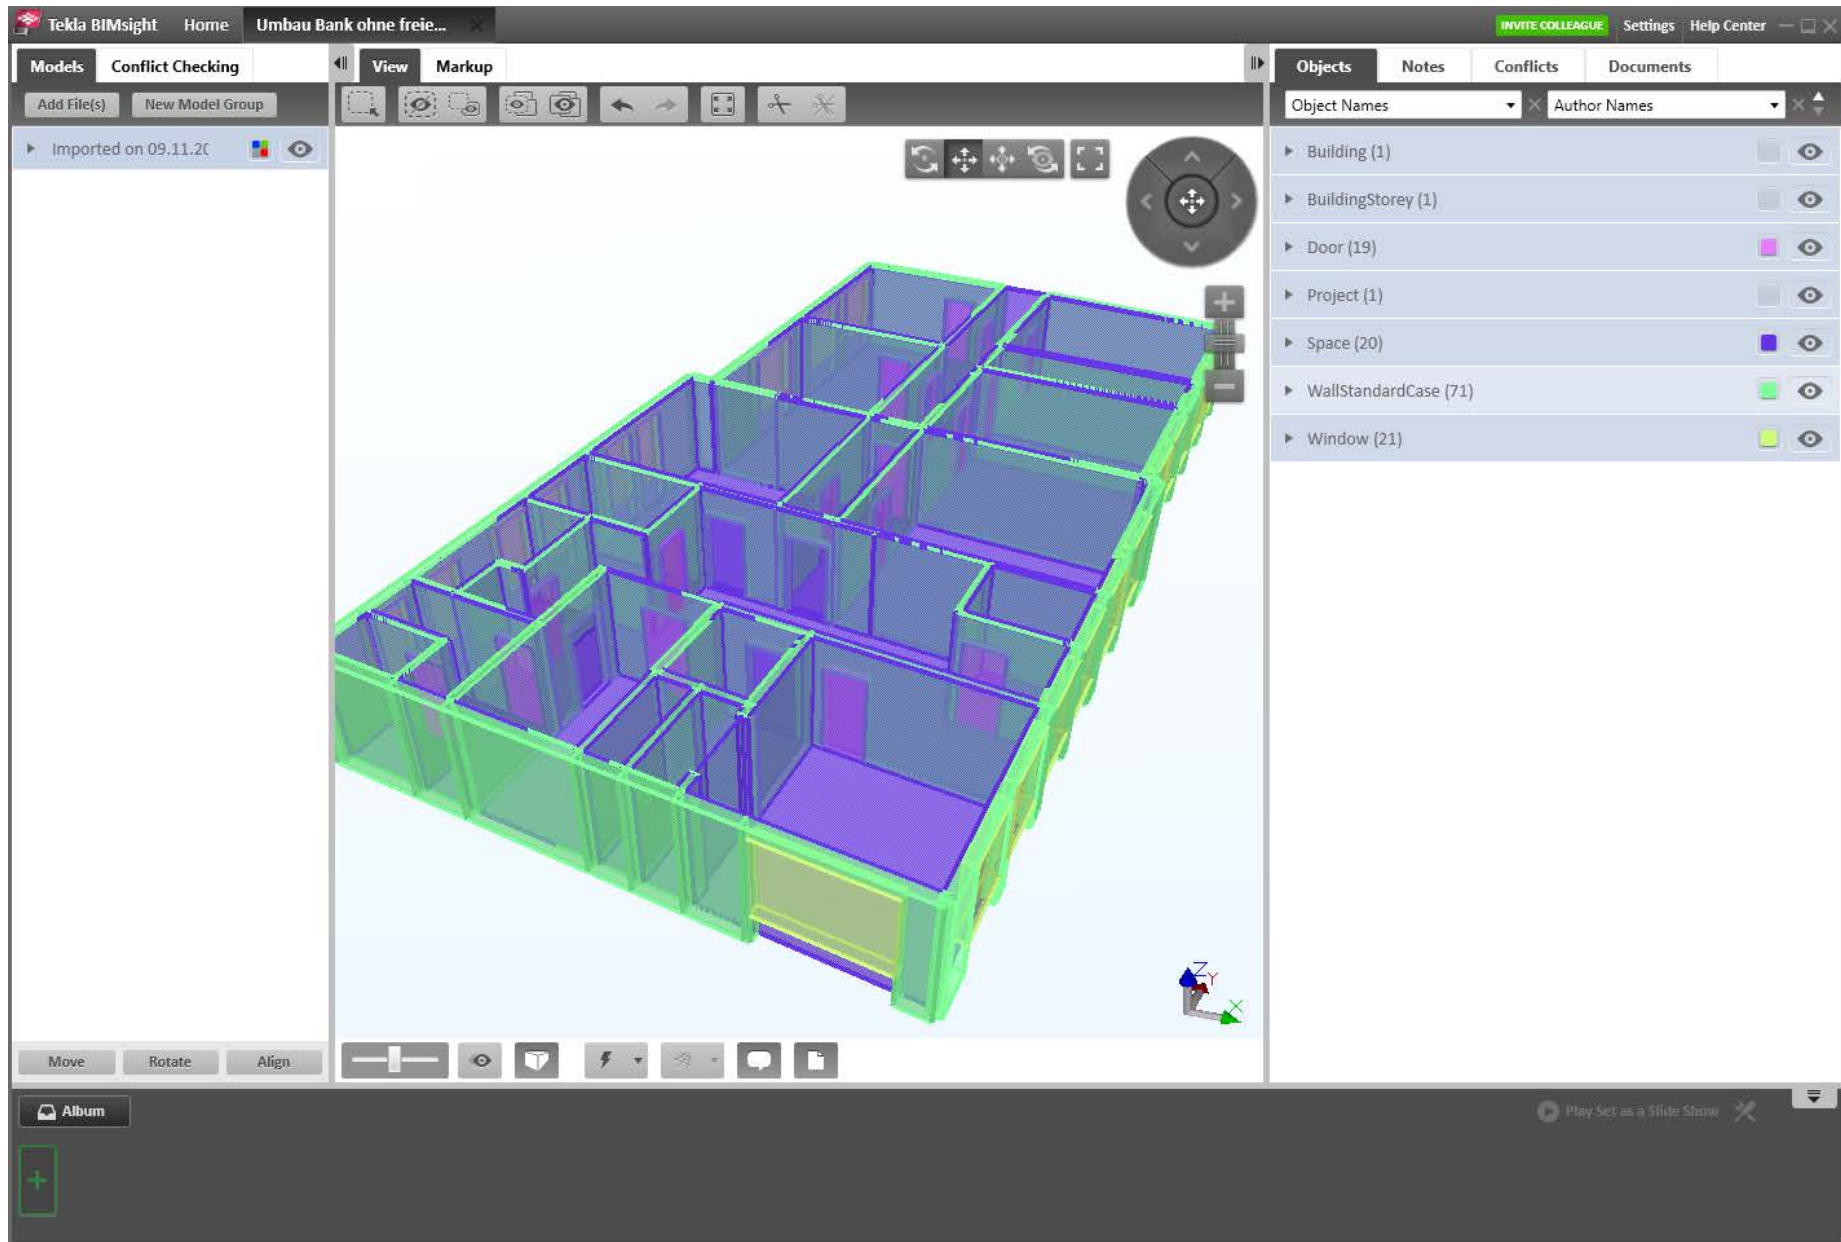 Tekla BIMsight Home Umbau Bank ohne freie... INVITE COLLEAGUE Settings Help Center
Models Conflict Checking View Markup Objects Notes Conflicts Documents
Add File(s) New Model Group Object Names Author Names
Imported on 09.11.20
Building (1)
BuildingStorey (1)
Door (19)
Project (1)
Space (20)
WallStandardCase (71)
Window (21)
Z
Y
X
Move Rotate Align
Album Play Set as a Slide Show